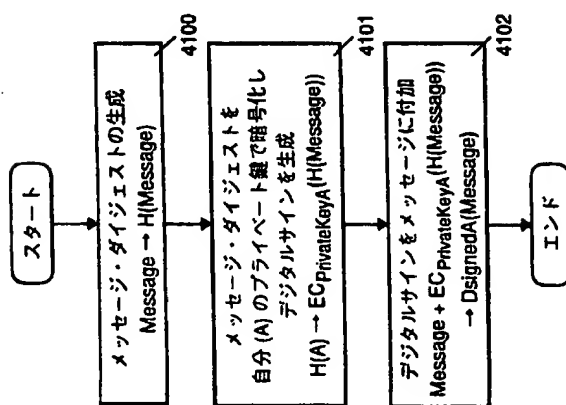 スタート
メッセージ・ダイジェストの生成
Message → H(Message)
4100
メッセージ・ダイジェストを
自分(A)のプライベート鍵で暗号化し
デジタルサインを生成
H(A) → EC_PrivateKeyA(H(Message))
4101
デジタルサインをメッセージに付加
Message + EC_PrivateKeyA(H(Message))
→ DsignedA(Message)
4102
エンド